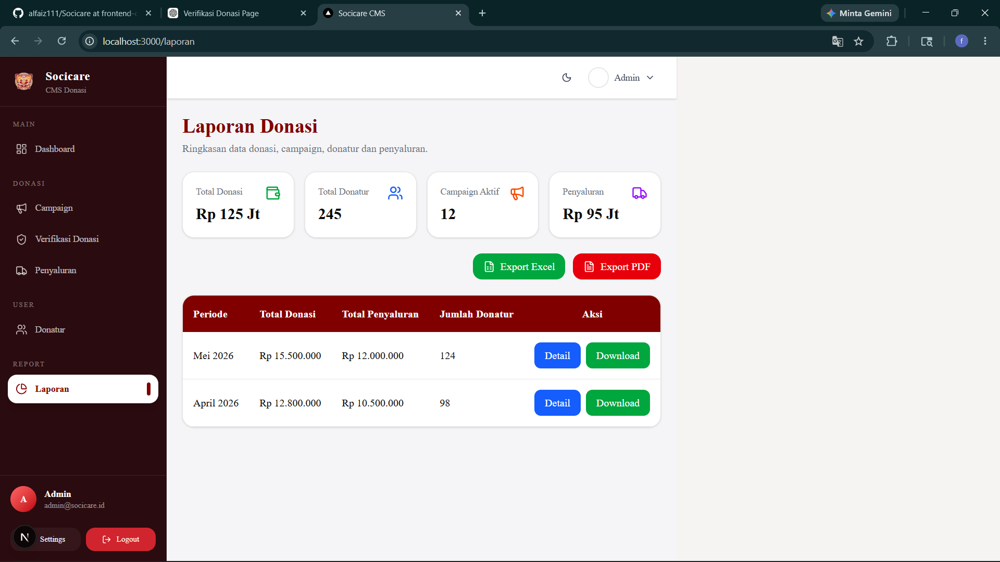 alfaiz111/Socicare at frontend-
Verifikasi Donasi Page
Socicare CMS
Minta Gemini
localhost:3000/laporan
f
Socicare
CMS Donasi
MAIN
Dashboard
DONASI
Campaign
Verifikasi Donasi
Penyaluran
USER
Donatur
REPORT
Laporan
A
Admin
admin@socicare.id
N
Settings
Logout
Admin
Laporan Donasi
Ringkasan data donasi, campaign, donatur dan penyaluran.
Total Donasi
Rp 125 Jt
Total Donatur
245
Campaign Aktif
12
Penyaluran
Rp 95 Jt
Export Excel
Export PDF
Periode Total Donasi Total Penyaluran Jumlah Donatur Aksi
Mei 2026 Rp 15.500.000 Rp 12.000.000 124 Detail Download
April 2026 Rp 12.800.000 Rp 10.500.000 98 Detail Download